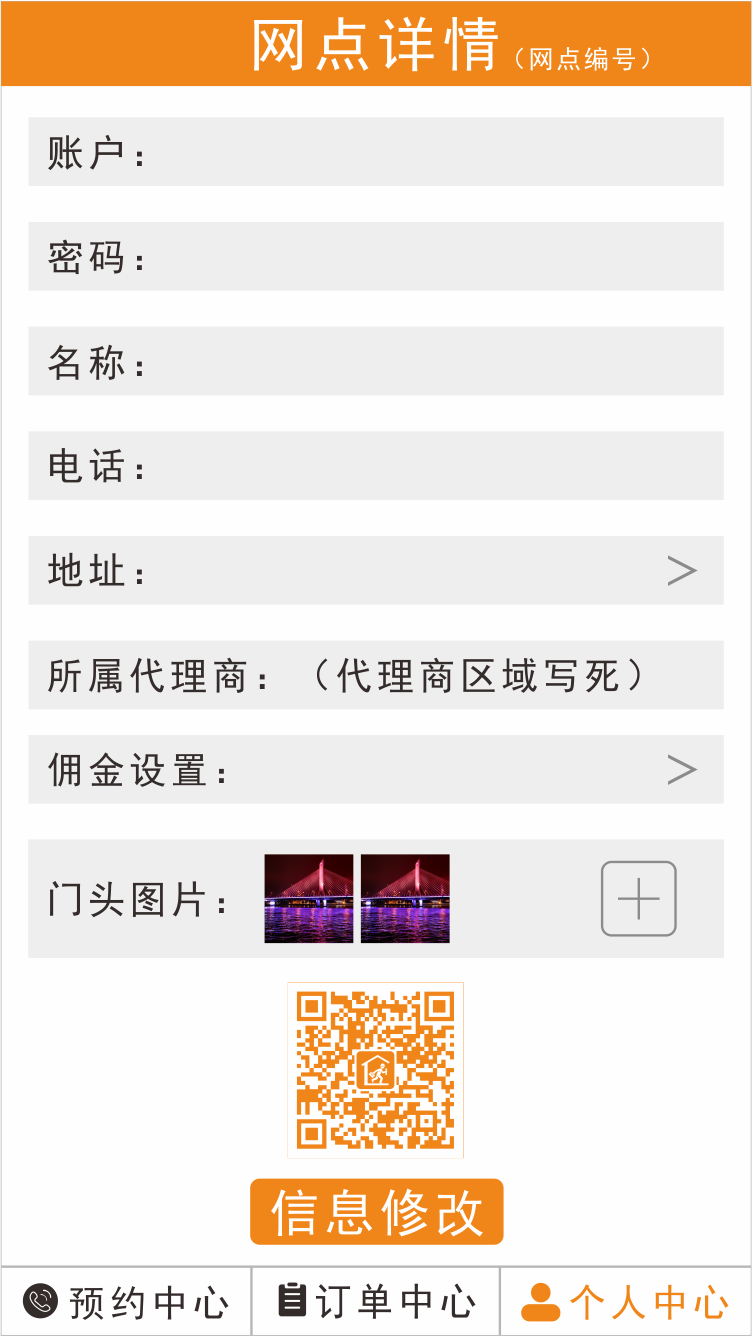 网点详情（网点编号）
账户：
密码：
名称：
电话：
地址： >
所属代理商：（代理商区域写死）
佣金设置： >
门头图片：
信息修改
预约中心 订单中心 个人中心